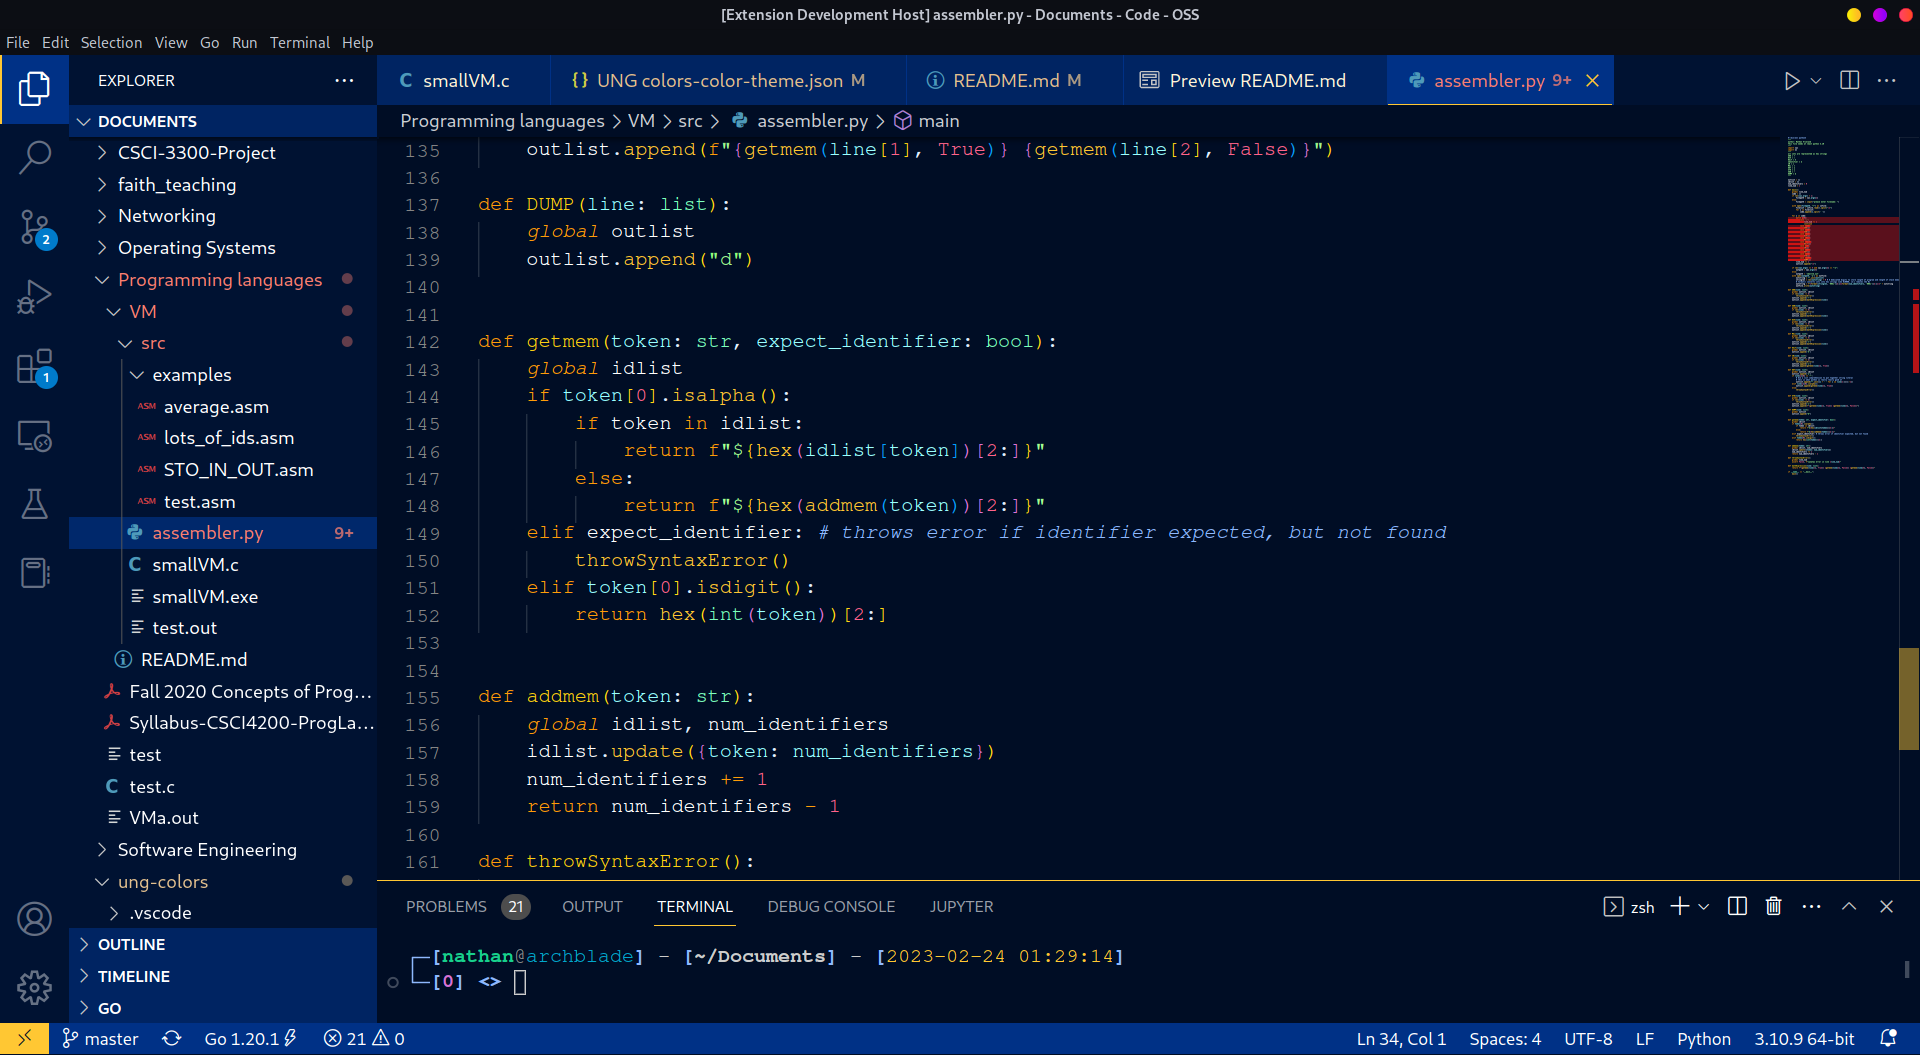 [Extension Development Host] assembler.py - Documents - Code - OSS
File Edit Selection View Go Run Terminal Help
EXPLORER
smallVM.c
{} UNG colors-color-theme.json M
README.md M
Preview README.md
assembler.py 9+
DOCUMENTS
Programming languages > VM > src > assembler.py > main
CSCI-3300-Project
faith_teaching
Networking
Operating Systems
Programming languages
VM
src
examples
ASM average.asm
ASM lots_of_ids.asm
ASM STO_IN_OUT.asm
ASM test.asm
assembler.py 9+
C smallVM.c
smallVM.exe
test.out
README.md
Fall 2020 Concepts of Prog...
Syllabus-CSCI4200-ProgLa...
test
C test.c
VMa.out
Software Engineering
ung-colors
.vscode
OUTLINE
TIMELINE
GO
2
1
135 outlist.append(f"{getmem(line[1], True)} {getmem(line[2], False)}")
136
137 def DUMP(line: list):
138 global outlist
139 outlist.append("d")
140
141
142 def getmem(token: str, expect_identifier: bool):
143 global idlist
144 if token[0].isalpha():
145 if token in idlist:
146 return f"${hex(idlist[token])[2:]}"
147 else:
148 return f"${hex(addmem(token))[2:]}"
149 elif expect_identifier: # throws error if identifier expected, but not found
150 throwSyntaxError()
151 elif token[0].isdigit():
152 return hex(int(token))[2:]
153
154
155 def addmem(token: str):
156 global idlist, num_identifiers
157 idlist.update({token: num_identifiers})
158 num_identifiers += 1
159 return num_identifiers - 1
160
161 def throwSyntaxError():
PROBLEMS 21 OUTPUT TERMINAL DEBUG CONSOLE JUPYTER
zsh
[nathan@archblade] - [~/Documents] - [2023-02-24 01:29:14]
[0] <>
master Go 1.20.1 21 0
Ln 34, Col 1 Spaces: 4 UTF-8 LF Python 3.10.9 64-bit